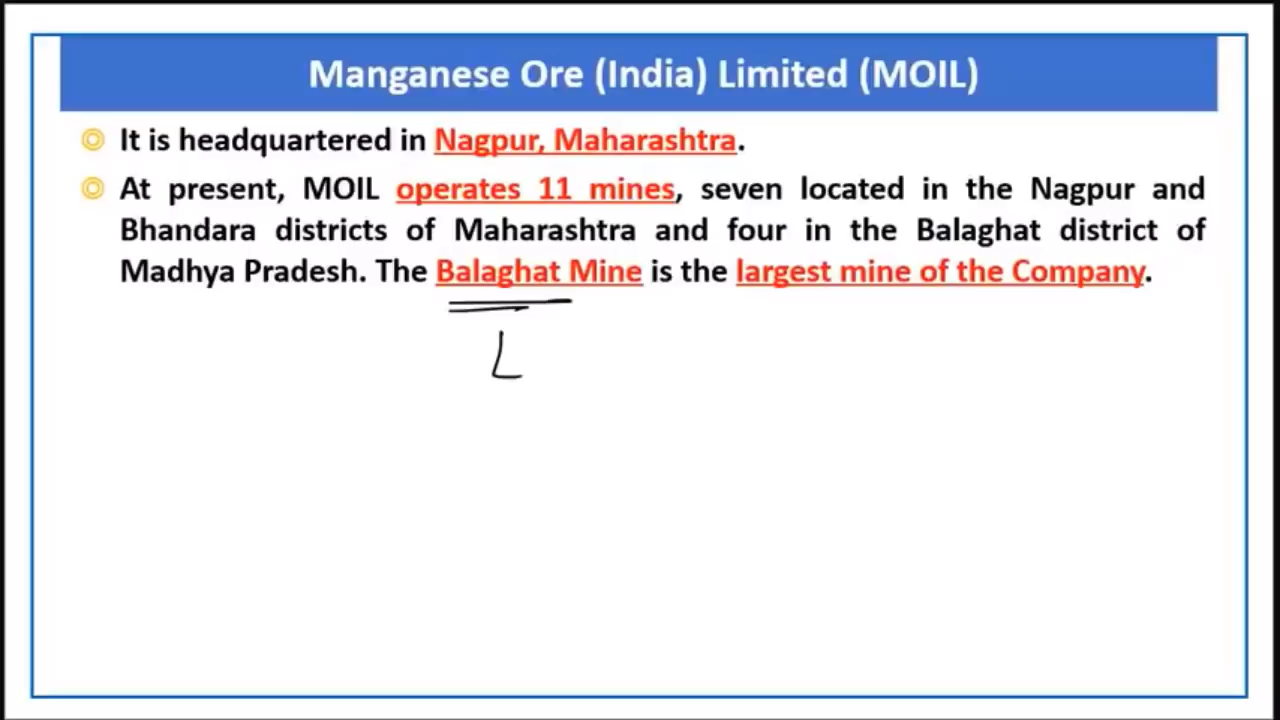 Manganese Ore (India) Limited (MOIL)
It is headquartered in Nagpur, Maharashtra.
At present, MOIL operates 11 mines, seven located in the Nagpur and
Bhandara districts of Maharashtra and four in the Balaghat district of
Madhya Pradesh. The Balaghat Mine is the largest mine of the Company.
L